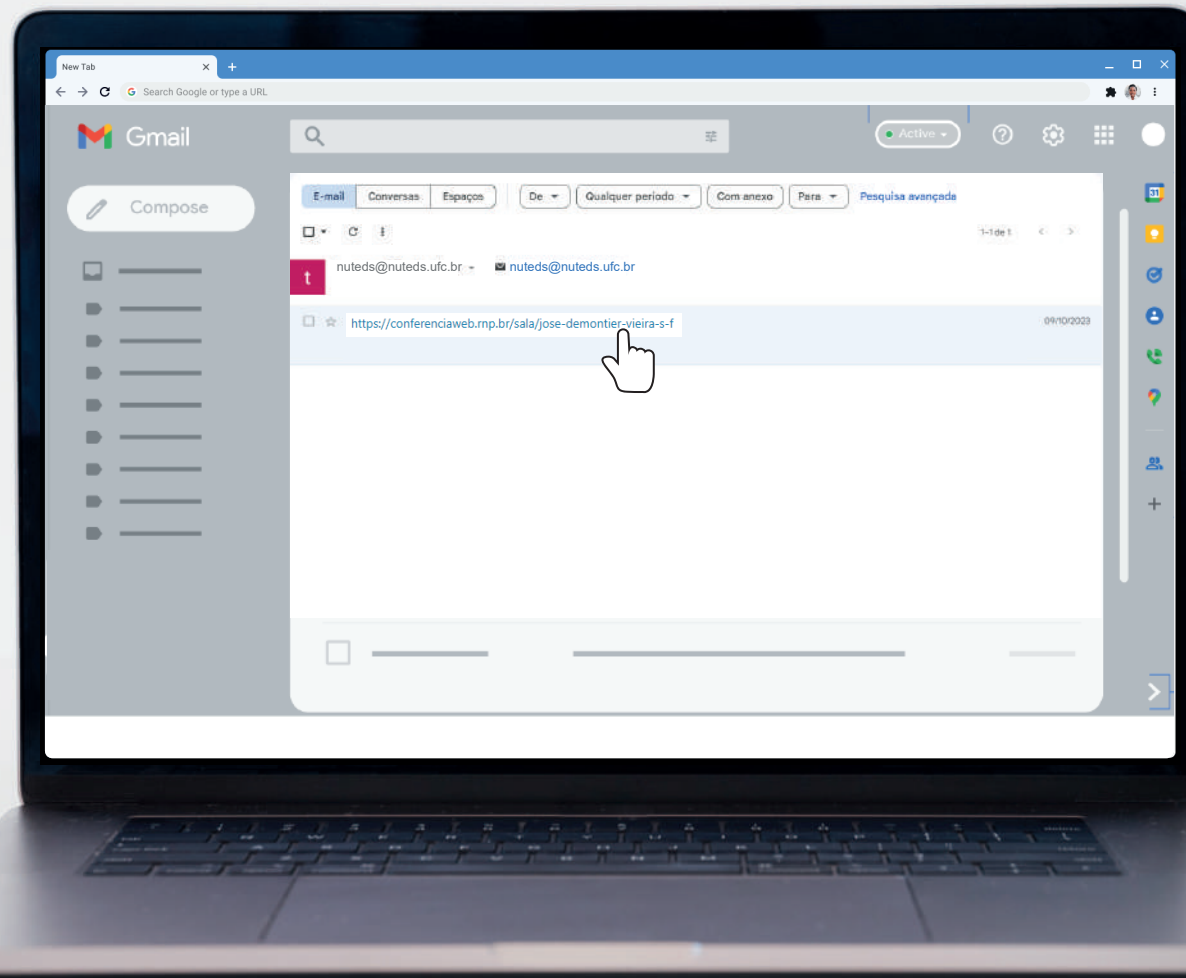 New Tab
Search Google or type a URL
Gmail
Active
Compose
E-mail Conversas Espaços De Qualquer período Com anexo Para Pesquisa avançada
1-1 de 1
t
nuteds@nuteds.ufc.br nuteds@nuteds.ufc.br
https://conferenciaweb.rnp.br/sala/jose-demontier-vieira-s-f
09/10/2023
31